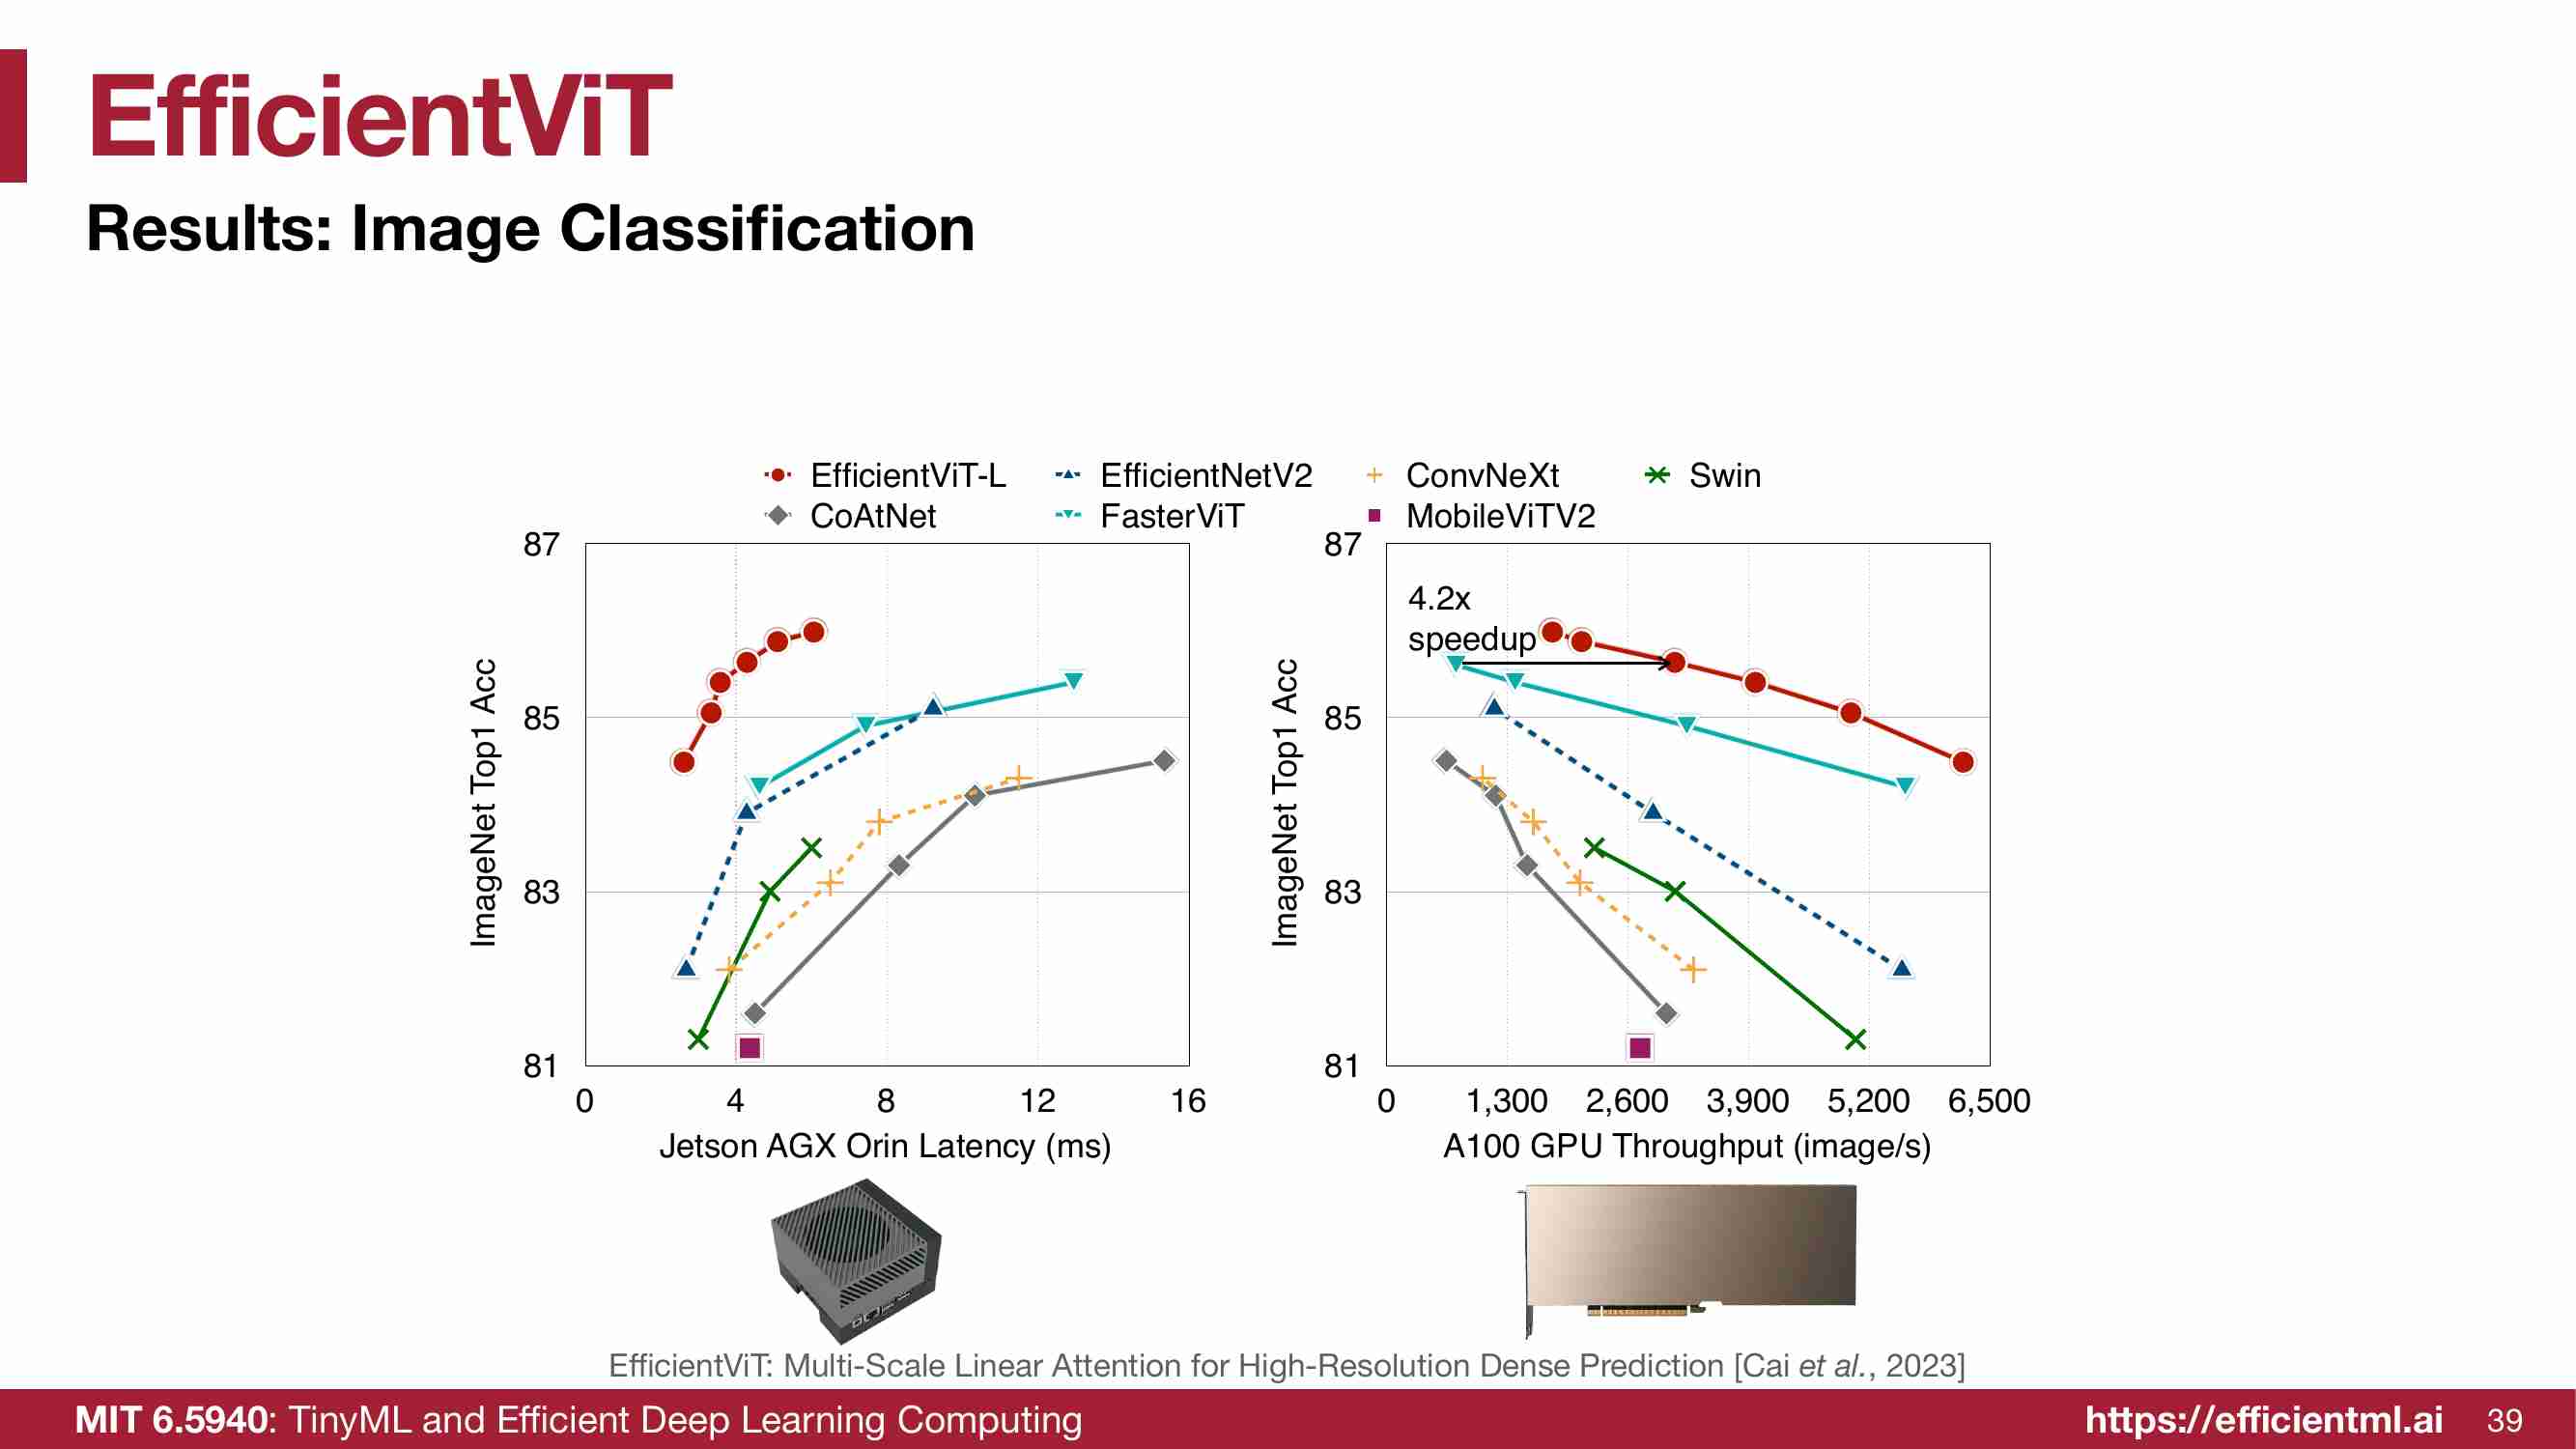 EfficientViT
Results: Image Classification
EfficientViT-L EfficientNetV2 ConvNeXt Swin
CoAtNet FasterViT MobileViTV2
87
85
83
81
ImageNet Top1 Acc
0 4 8 12 16
Jetson AGX Orin Latency (ms)
87
85
83
81
ImageNet Top1 Acc
4.2x
speedup
0 1,300 2,600 3,900 5,200 6,500
A100 GPU Throughput (image/s)
EfficientViT: Multi-Scale Linear Attention for High-Resolution Dense Prediction [Cai et al., 2023]
MIT 6.5940: TinyML and Efficient Deep Learning Computing https://efficientml.ai 39